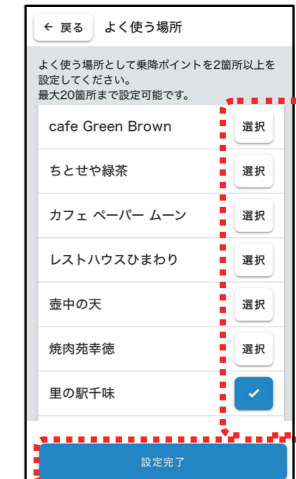 ← 戻る よく使う場所
よく使う場所として乗降ポイントを2箇所以上を
設定してください。
最大20箇所まで設定可能です。
cafe Green Brown 選択
ちとせや緑茶 選択
カフェ ペーパー ムーン 選択
レストハウスひまわり 選択
壺中の天 選択
焼肉苑幸徳 選択
里の駅千味
設定完了